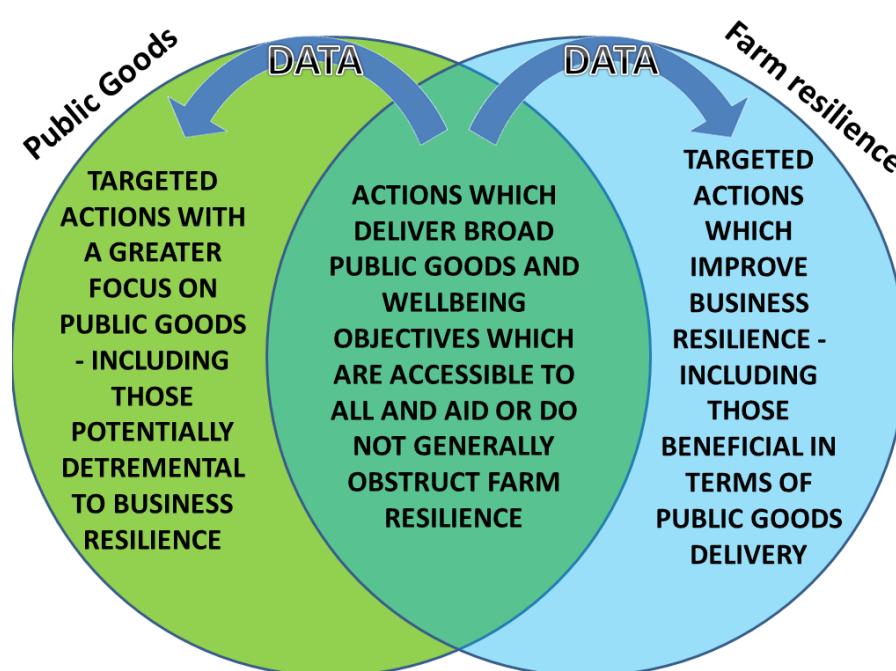 Public Goods
DATA
DATA
Farm resilience
TARGETED
ACTIONS WITH
A GREATER
FOCUS ON
PUBLIC GOODS
- INCLUDING
THOSE
POTENTIALLY
DETREMENTAL
TO BUSINESS
RESILIENCE
ACTIONS WHICH
DELIVER BROAD
PUBLIC GOODS AND
WELLBEING
OBJECTIVES WHICH
ARE ACCESSIBLE TO
ALL AND AID OR DO
NOT GENERALLY
OBSTRUCT FARM
RESILIENCE
TARGETED
ACTIONS
WHICH
IMPROVE
BUSINESS
RESILIENCE -
INCLUDING
THOSE
BENEFICIAL IN
TERMS OF
PUBLIC GOODS
DELIVERY